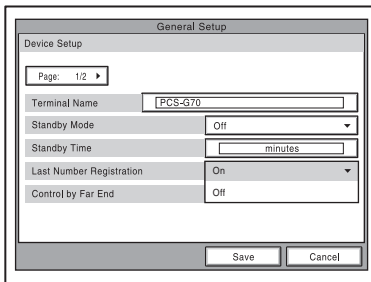 General Setup
Device Setup
Page: 1/2
Terminal Name PCS-G70
Standby Mode Off
Standby Time minutes
Last Number Registration On
Control by Far End Off
Save Cancel